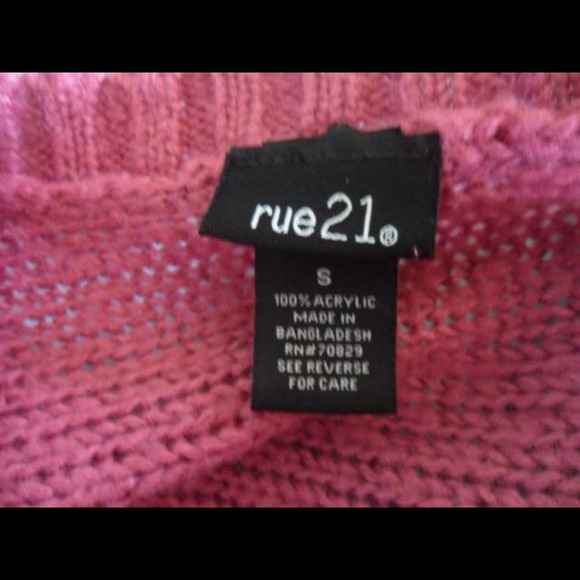 rue21®
S
100% ACRYLIC
MADE IN
BANGLADESH
RN#70829
SEE REVERSE
FOR CARE